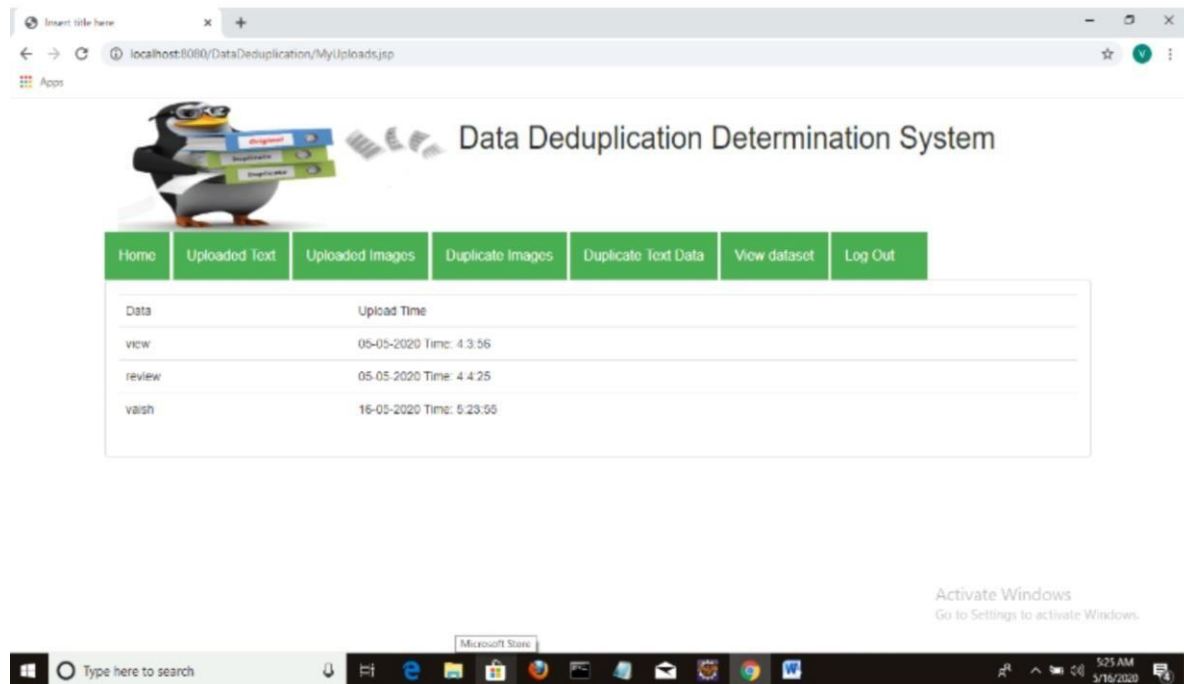 Insert title here
localhost:8080/DataDeduplication/MyUploads.jsp
V
Apps
Original
Duplicate
Duplicate
Data Deduplication Determination System
Home Uploaded Text Uploaded Images Duplicate Images Duplicate Text Data View dataset Log Out
Data Upload Time
view 05-05-2020 Time: 4:3:56
review 05-05-2020 Time: 4:4:25
vaish 16-05-2020 Time: 5:23:55
Activate Windows
Go to Settings to activate Windows.
Microsoft Store
Type here to search
5:25 AM
5/16/2020